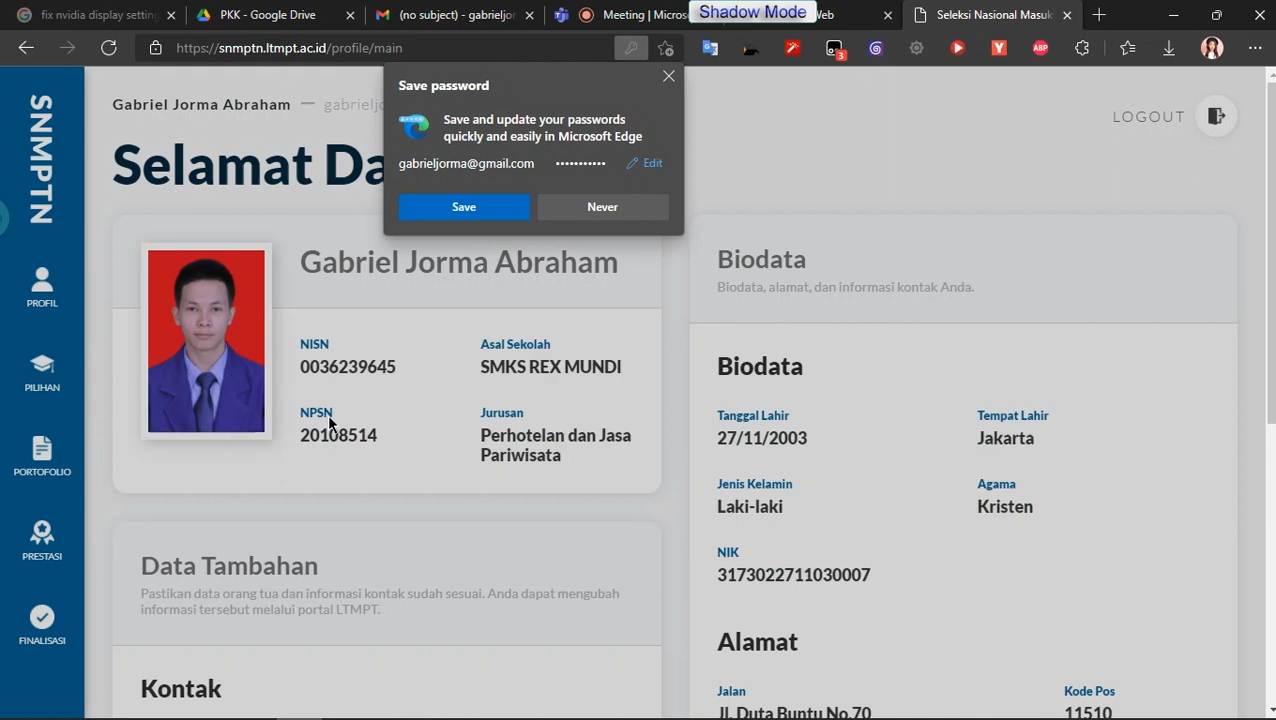 fix nvidia display setting
PKK - Google Drive
(no subject) - gabrieljor
Meeting | Micros
Shadow Mode
Web
Seleksi Nasional Masuk
https://snmptn.ltmpt.ac.id/profile/main
3
ABP
SNMPTN
PROFIL
PILIHAN
PORTOFOLIO
PRESTASI
FINALISASI
Gabriel Jorma Abraham — gabrieljo
LOGOUT
Selamat Da
Save password
Save and update your passwords
quickly and easily in Microsoft Edge
gabrieljorma@gmail.com ••••••••••• Edit
Save
Never
Gabriel Jorma Abraham
NISN
0036239645
Asal Sekolah
SMKS REX MUNDI
NPSN
20108514
Jurusan
Perhotelan dan Jasa
Pariwisata
Data Tambahan
Pastikan data orang tua dan informasi kontak sudah sesuai. Anda dapat mengubah
informasi tersebut melalui portal LTMPT.
Kontak
Biodata
Biodata, alamat, dan informasi kontak Anda.
Biodata
Tanggal Lahir
27/11/2003
Tempat Lahir
Jakarta
Jenis Kelamin
Laki-laki
Agama
Kristen
NIK
3173022711030007
Alamat
Jalan
Jl. Duta Buntu No.70
Kode Pos
11510